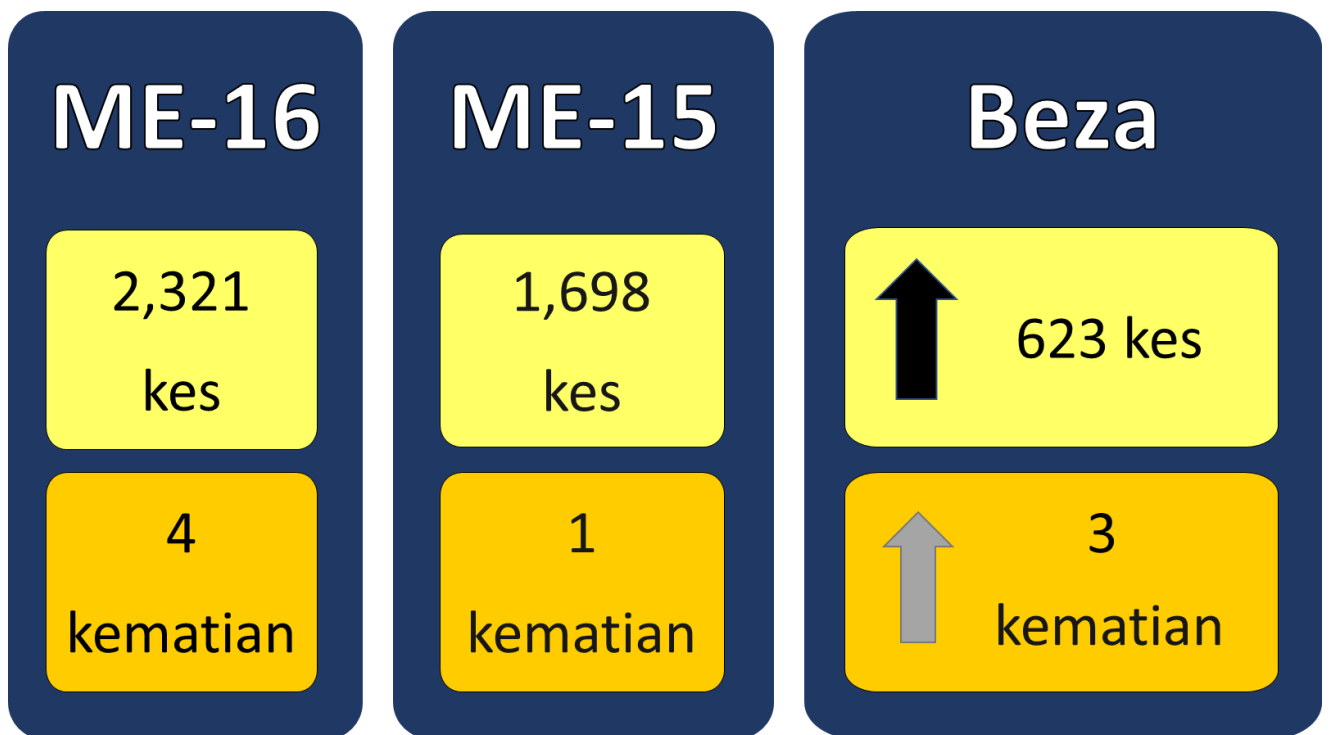 ME-16
2,321
kes
4
kematian
ME-15
1,698
kes
1
kematian
Beza
623 kes
3
kematian